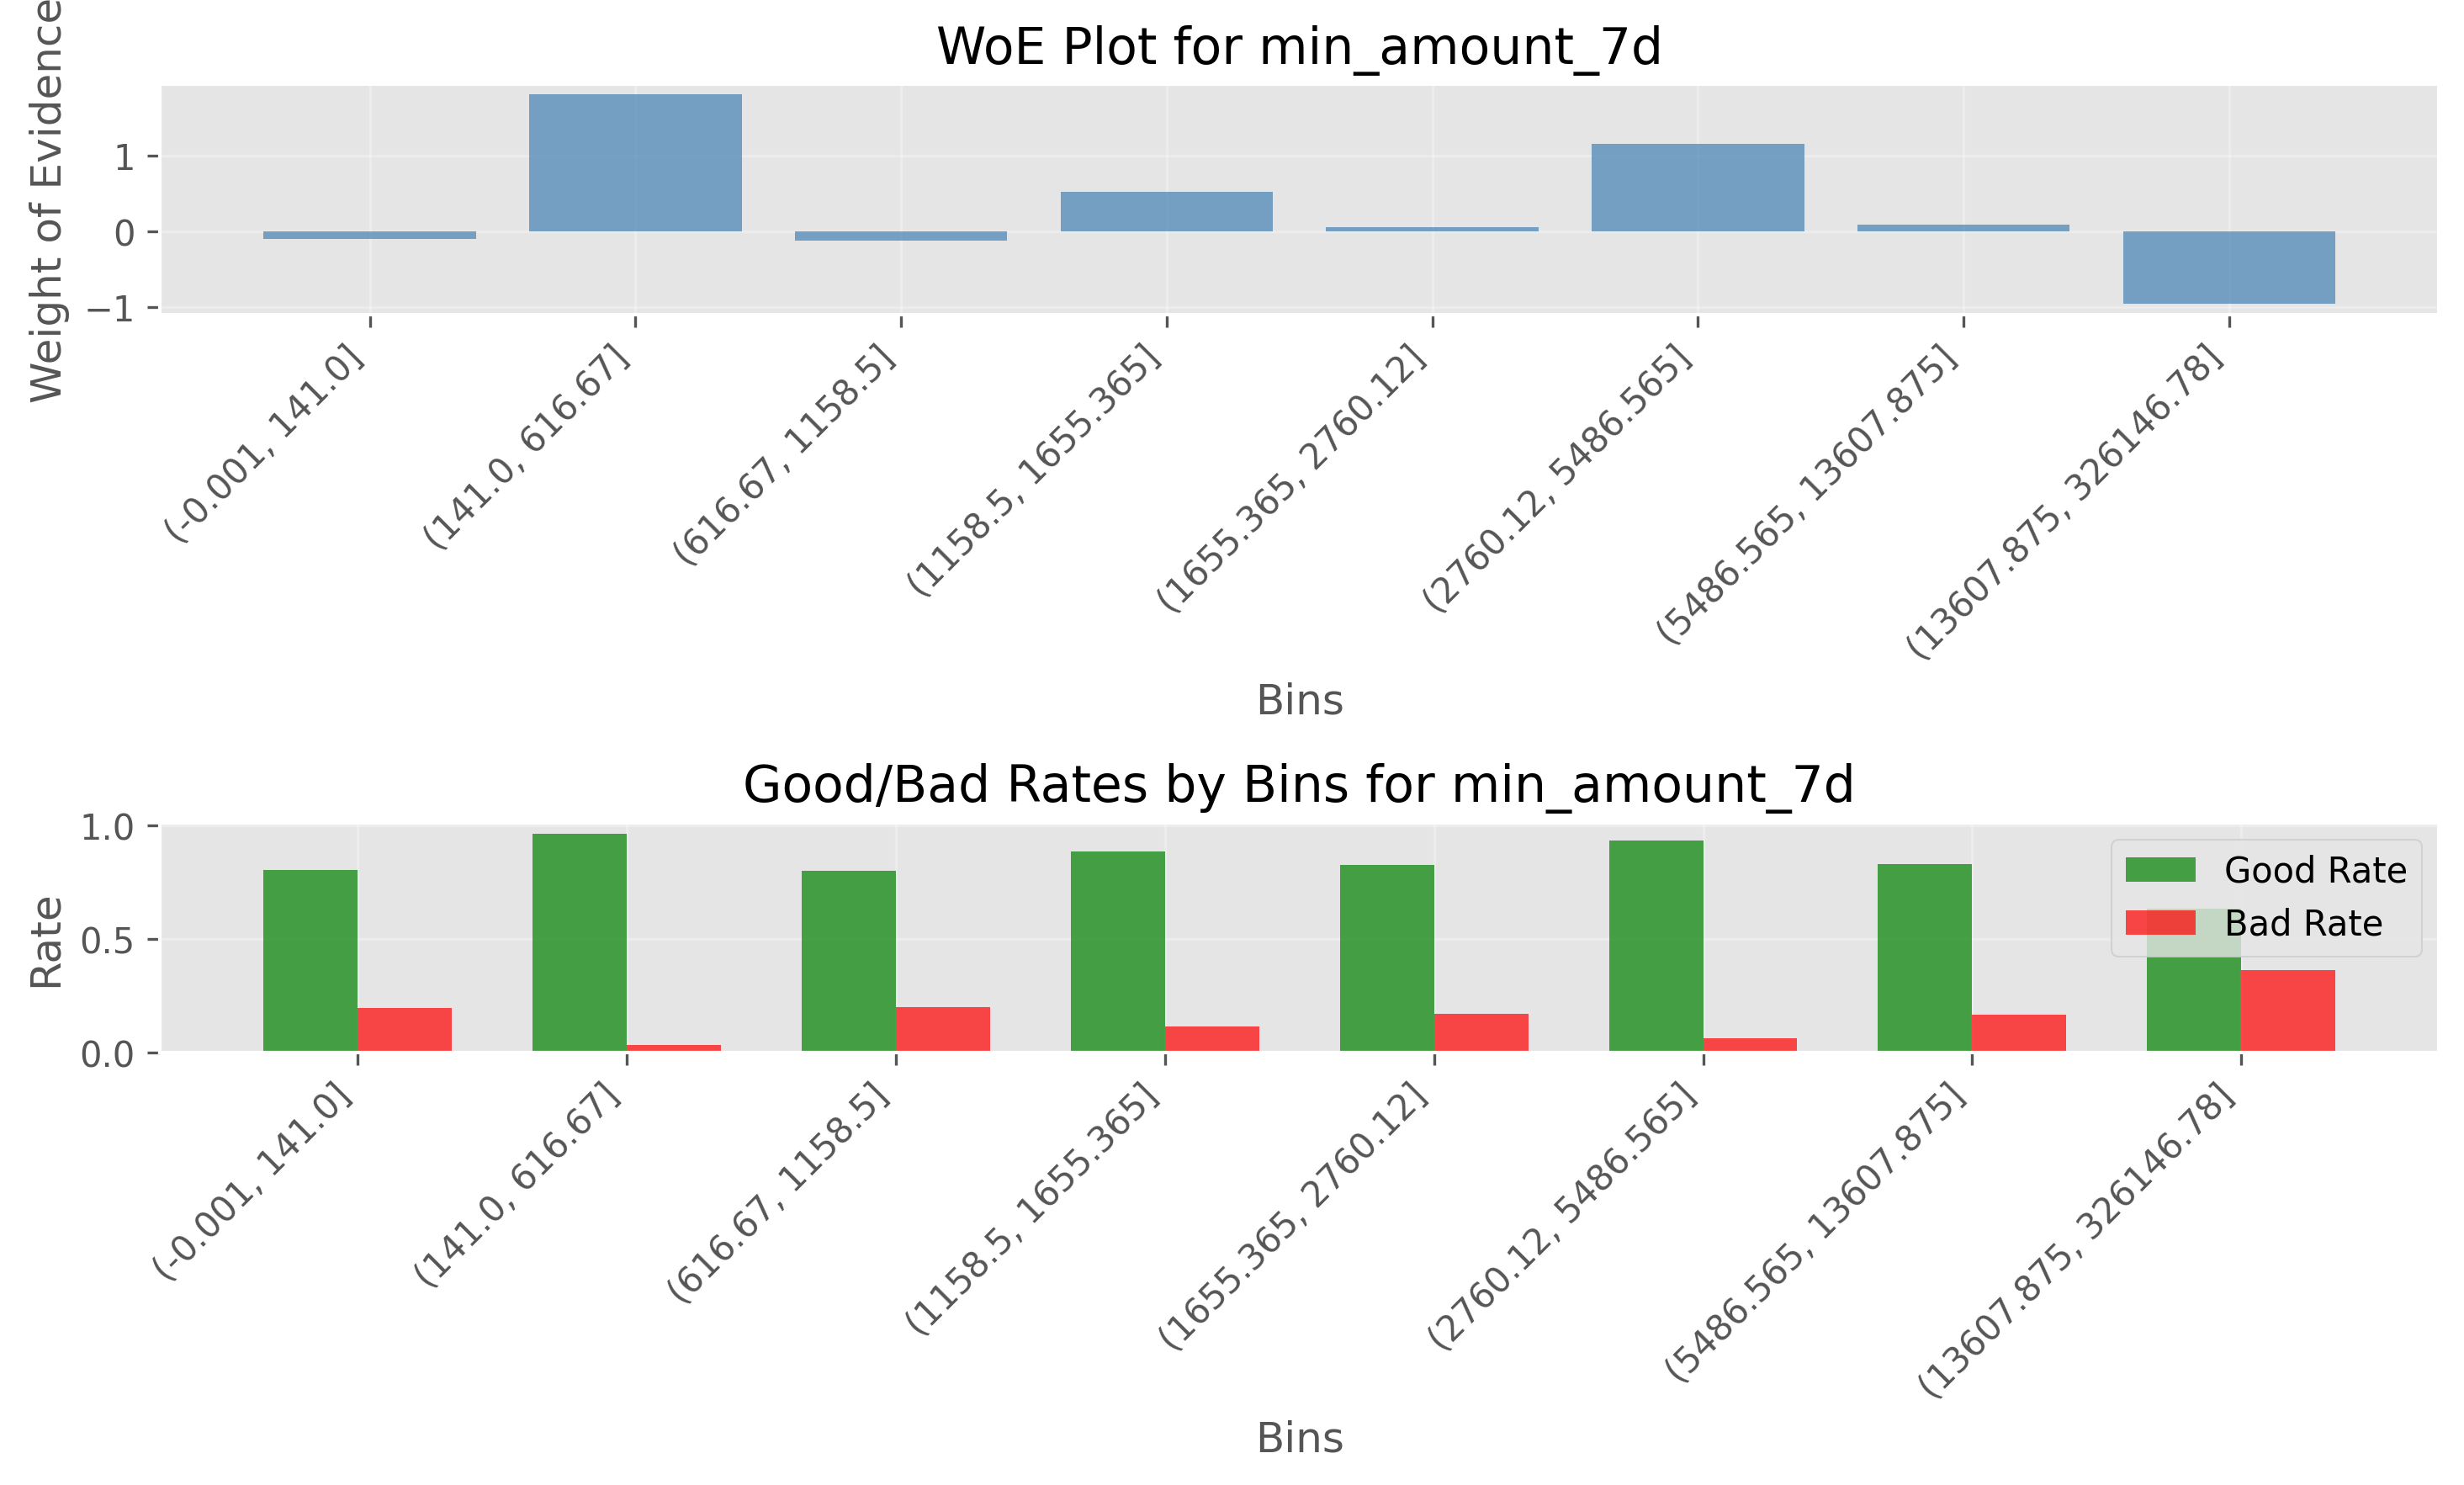 WoE Plot for min_amount_7d
Weight of Evidence
1
0
−1
(-0.001, 141.0]
(141.0, 616.67]
(616.67, 1158.5]
(1158.5, 1655.365]
(1655.365, 2760.12]
(2760.12, 5486.565]
(5486.565, 13607.875]
(13607.875, 326146.78]
Bins
Good/Bad Rates by Bins for min_amount_7d
Rate
1.0
0.5
0.0
Good Rate
Bad Rate
(-0.001, 141.0]
(141.0, 616.67]
(616.67, 1158.5]
(1158.5, 1655.365]
(1655.365, 2760.12]
(2760.12, 5486.565]
(5486.565, 13607.875]
(13607.875, 326146.78]
Bins